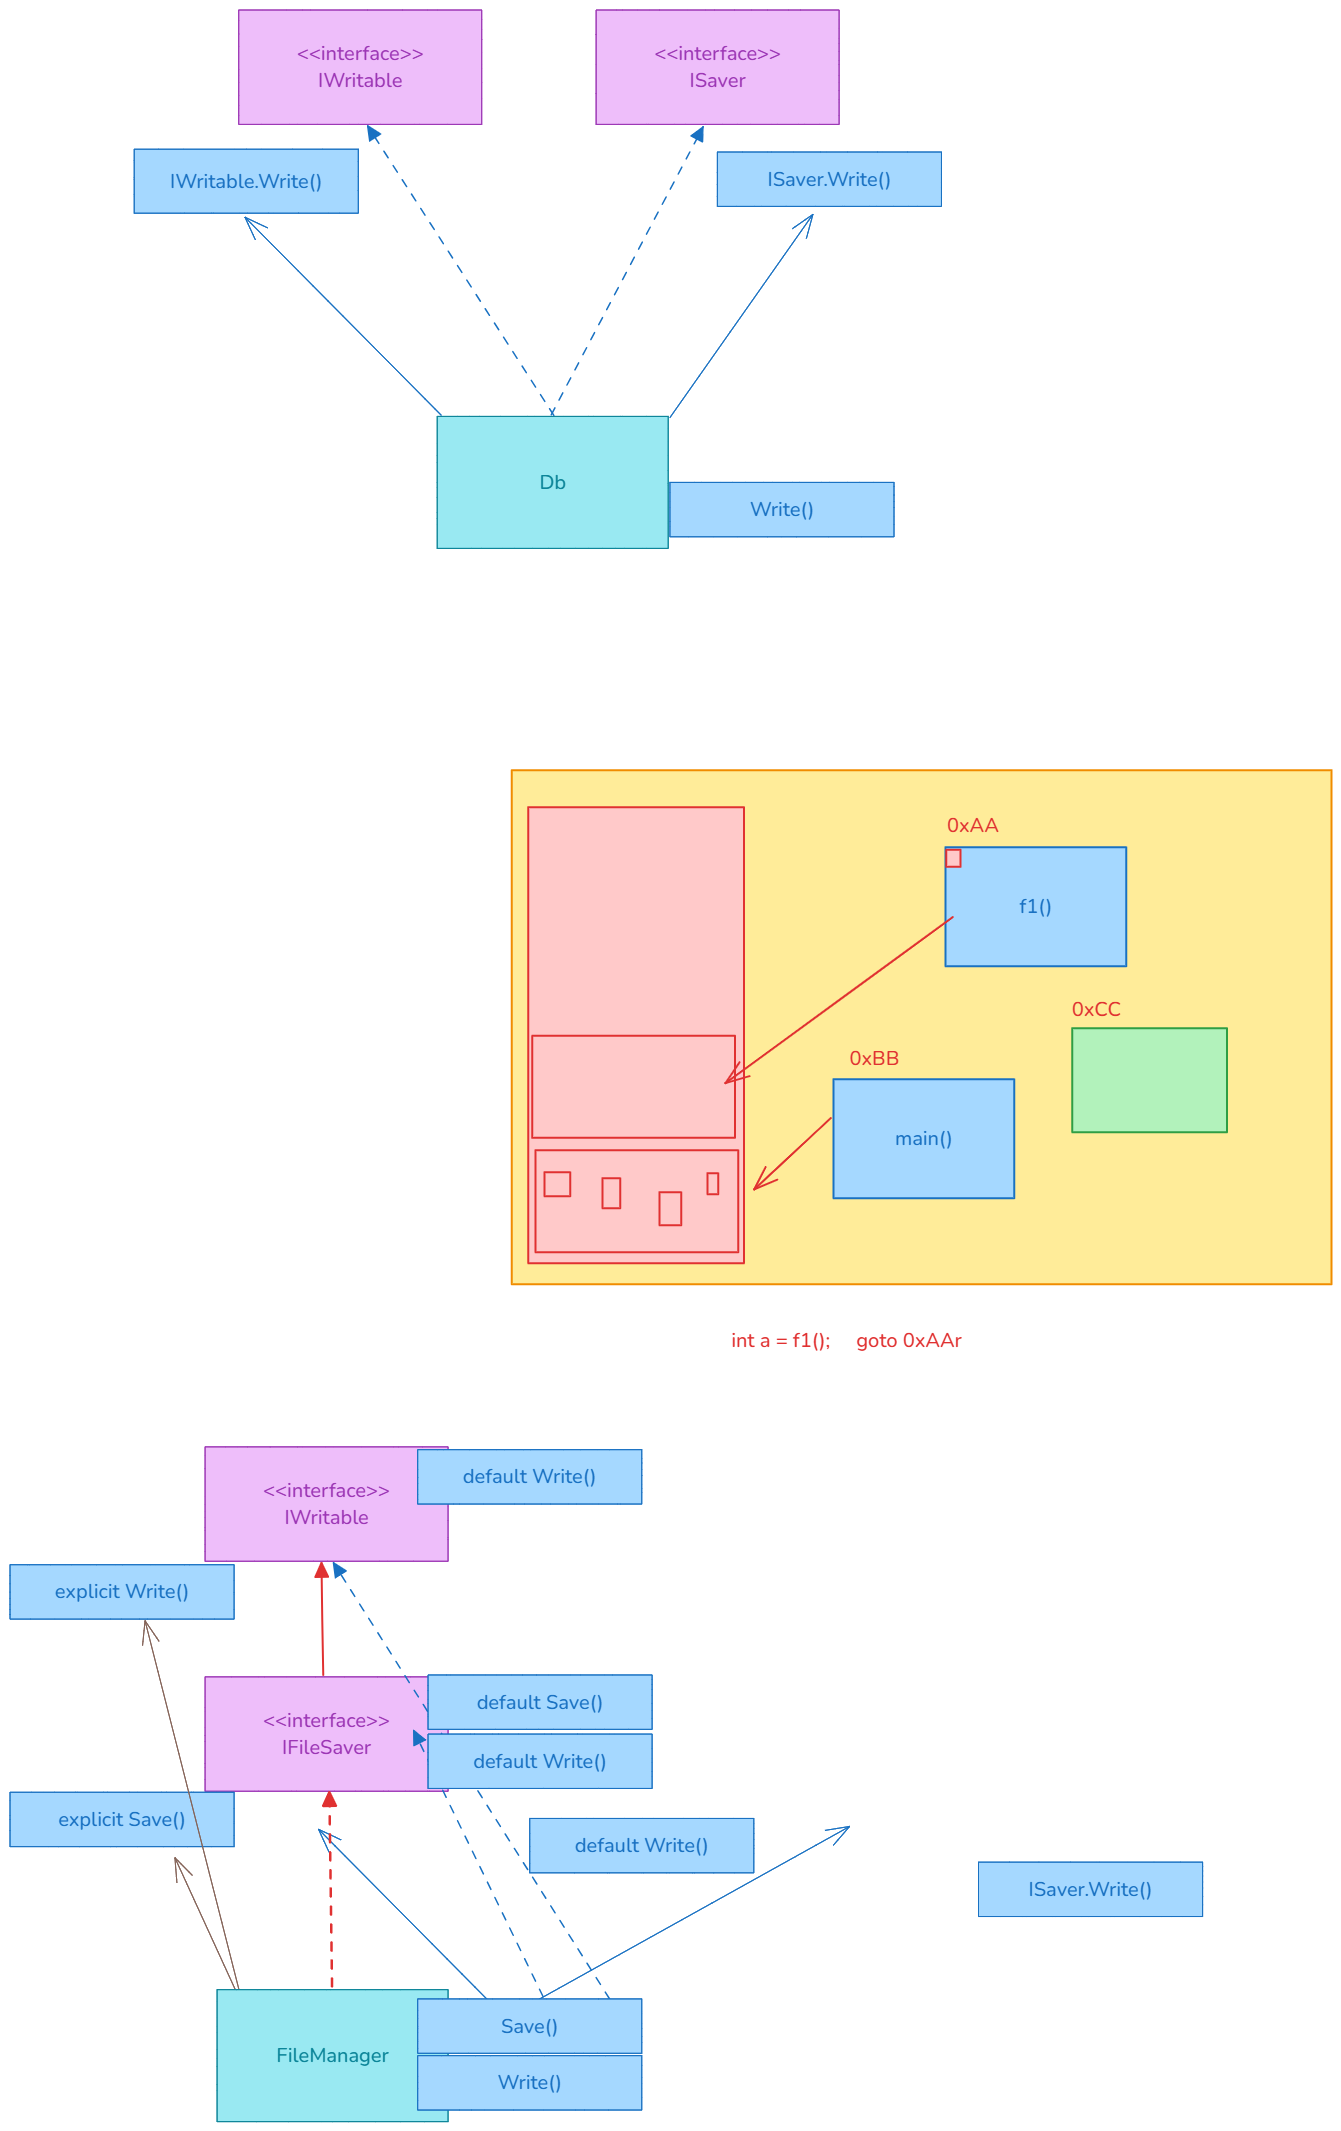 <<interface>>
IWritable
<<interface>>
ISaver
IWritable.Write()
ISaver.Write()
Db
Write()
0xAA
f1()
0xCC
0xBB
main()
int a = f1();     goto 0xAAr
<<interface>>
IWritable
default Write()
explicit Write()
<<interface>>
IFileSaver
default Save()
default Write()
explicit Save()
default Write()
ISaver.Write()
FileManager
Save()
Write()